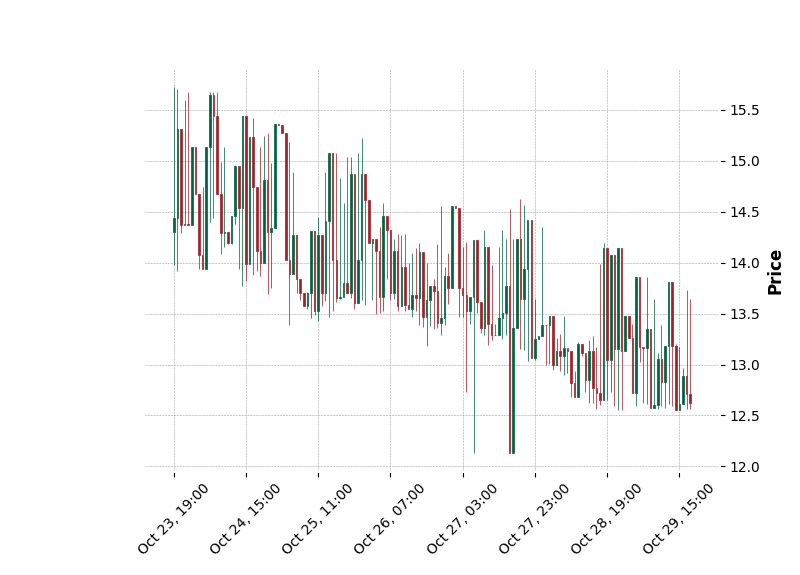 15.5
15.0
14.5
14.0
13.5
13.0
12.5
12.0
Price
Oct 23, 19:00
Oct 24, 15:00
Oct 25, 11:00
Oct 26, 07:00
Oct 27, 03:00
Oct 27, 23:00
Oct 28, 19:00
Oct 29, 15:00